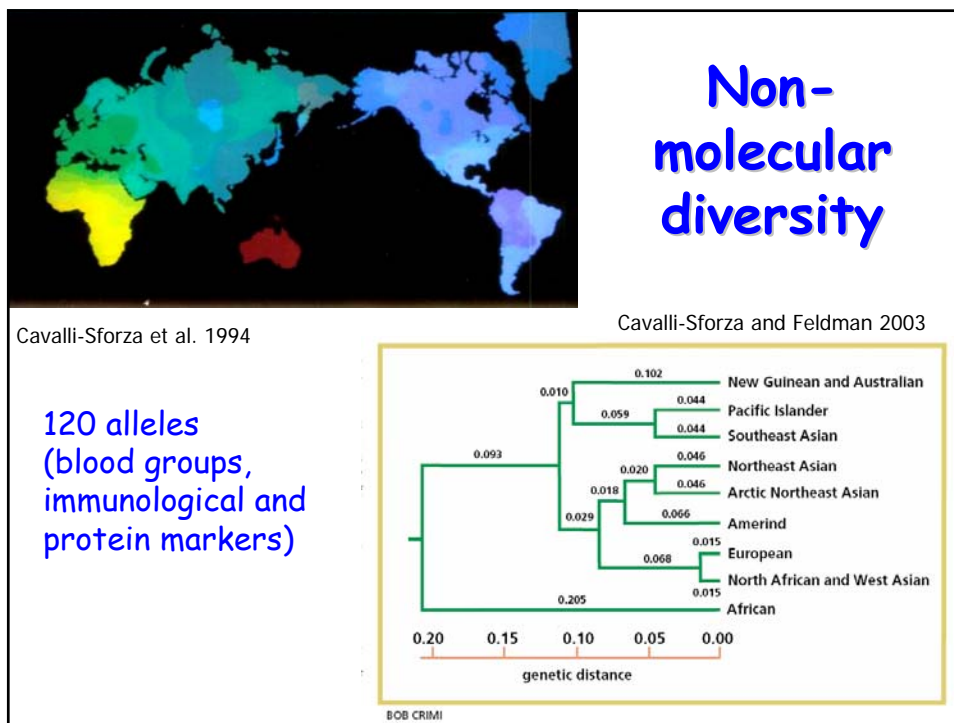 Non-
molecular
diversity
Cavalli-Sforza et al. 1994
Cavalli-Sforza and Feldman 2003
120 alleles
(blood groups,
immunological and
protein markers)
0.102
New Guinean and Australian
0.010
0.044
Pacific Islander
0.059
0.044
Southeast Asian
0.093
0.046
Northeast Asian
0.020
0.046
Arctic Northeast Asian
0.018
0.066
Amerind
0.029
0.015
European
0.068
North African and West Asian
0.015
0.205
African
0.20 0.15 0.10 0.05 0.00
genetic distance
BOB CRIMI